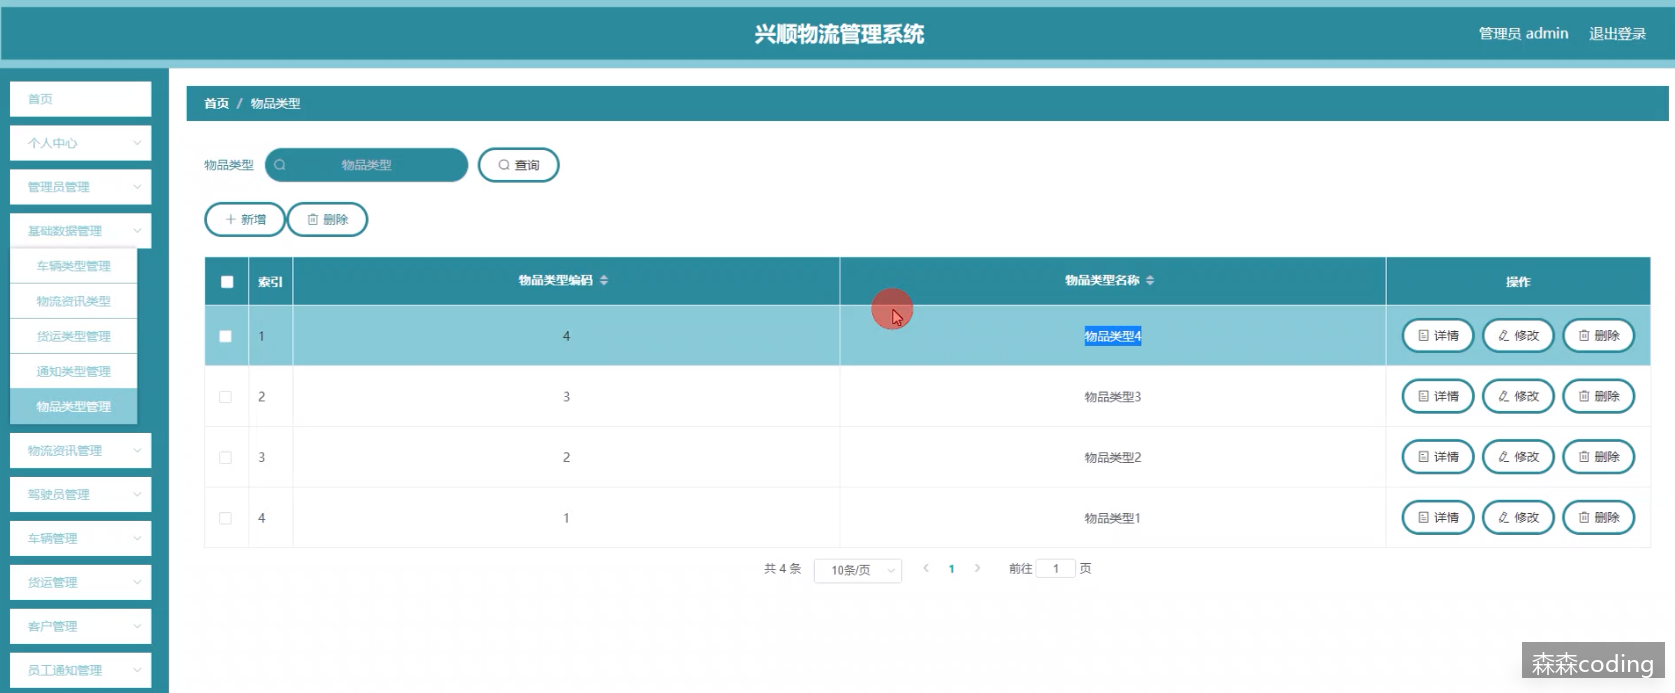 兴顺物流管理系统
管理员 admin
退出登录
首页
个人中心
管理员管理
基础数据管理
车辆类型管理
物流资讯类型
货运类型管理
通知类型管理
物品类型管理
物流资讯管理
驾驶员管理
车辆管理
货运管理
客户管理
员工通知管理
首页 / 物品类型
物品类型 物品类型 查询
新增 删除
索引 物品类型编码 物品类型名称 操作
1 4 物品类型4 详情 修改 删除
2 3 物品类型3 详情 修改 删除
3 2 物品类型2 详情 修改 删除
4 1 物品类型1 详情 修改 删除
共 4 条 10条/页 1 前往 1 页
森森coding